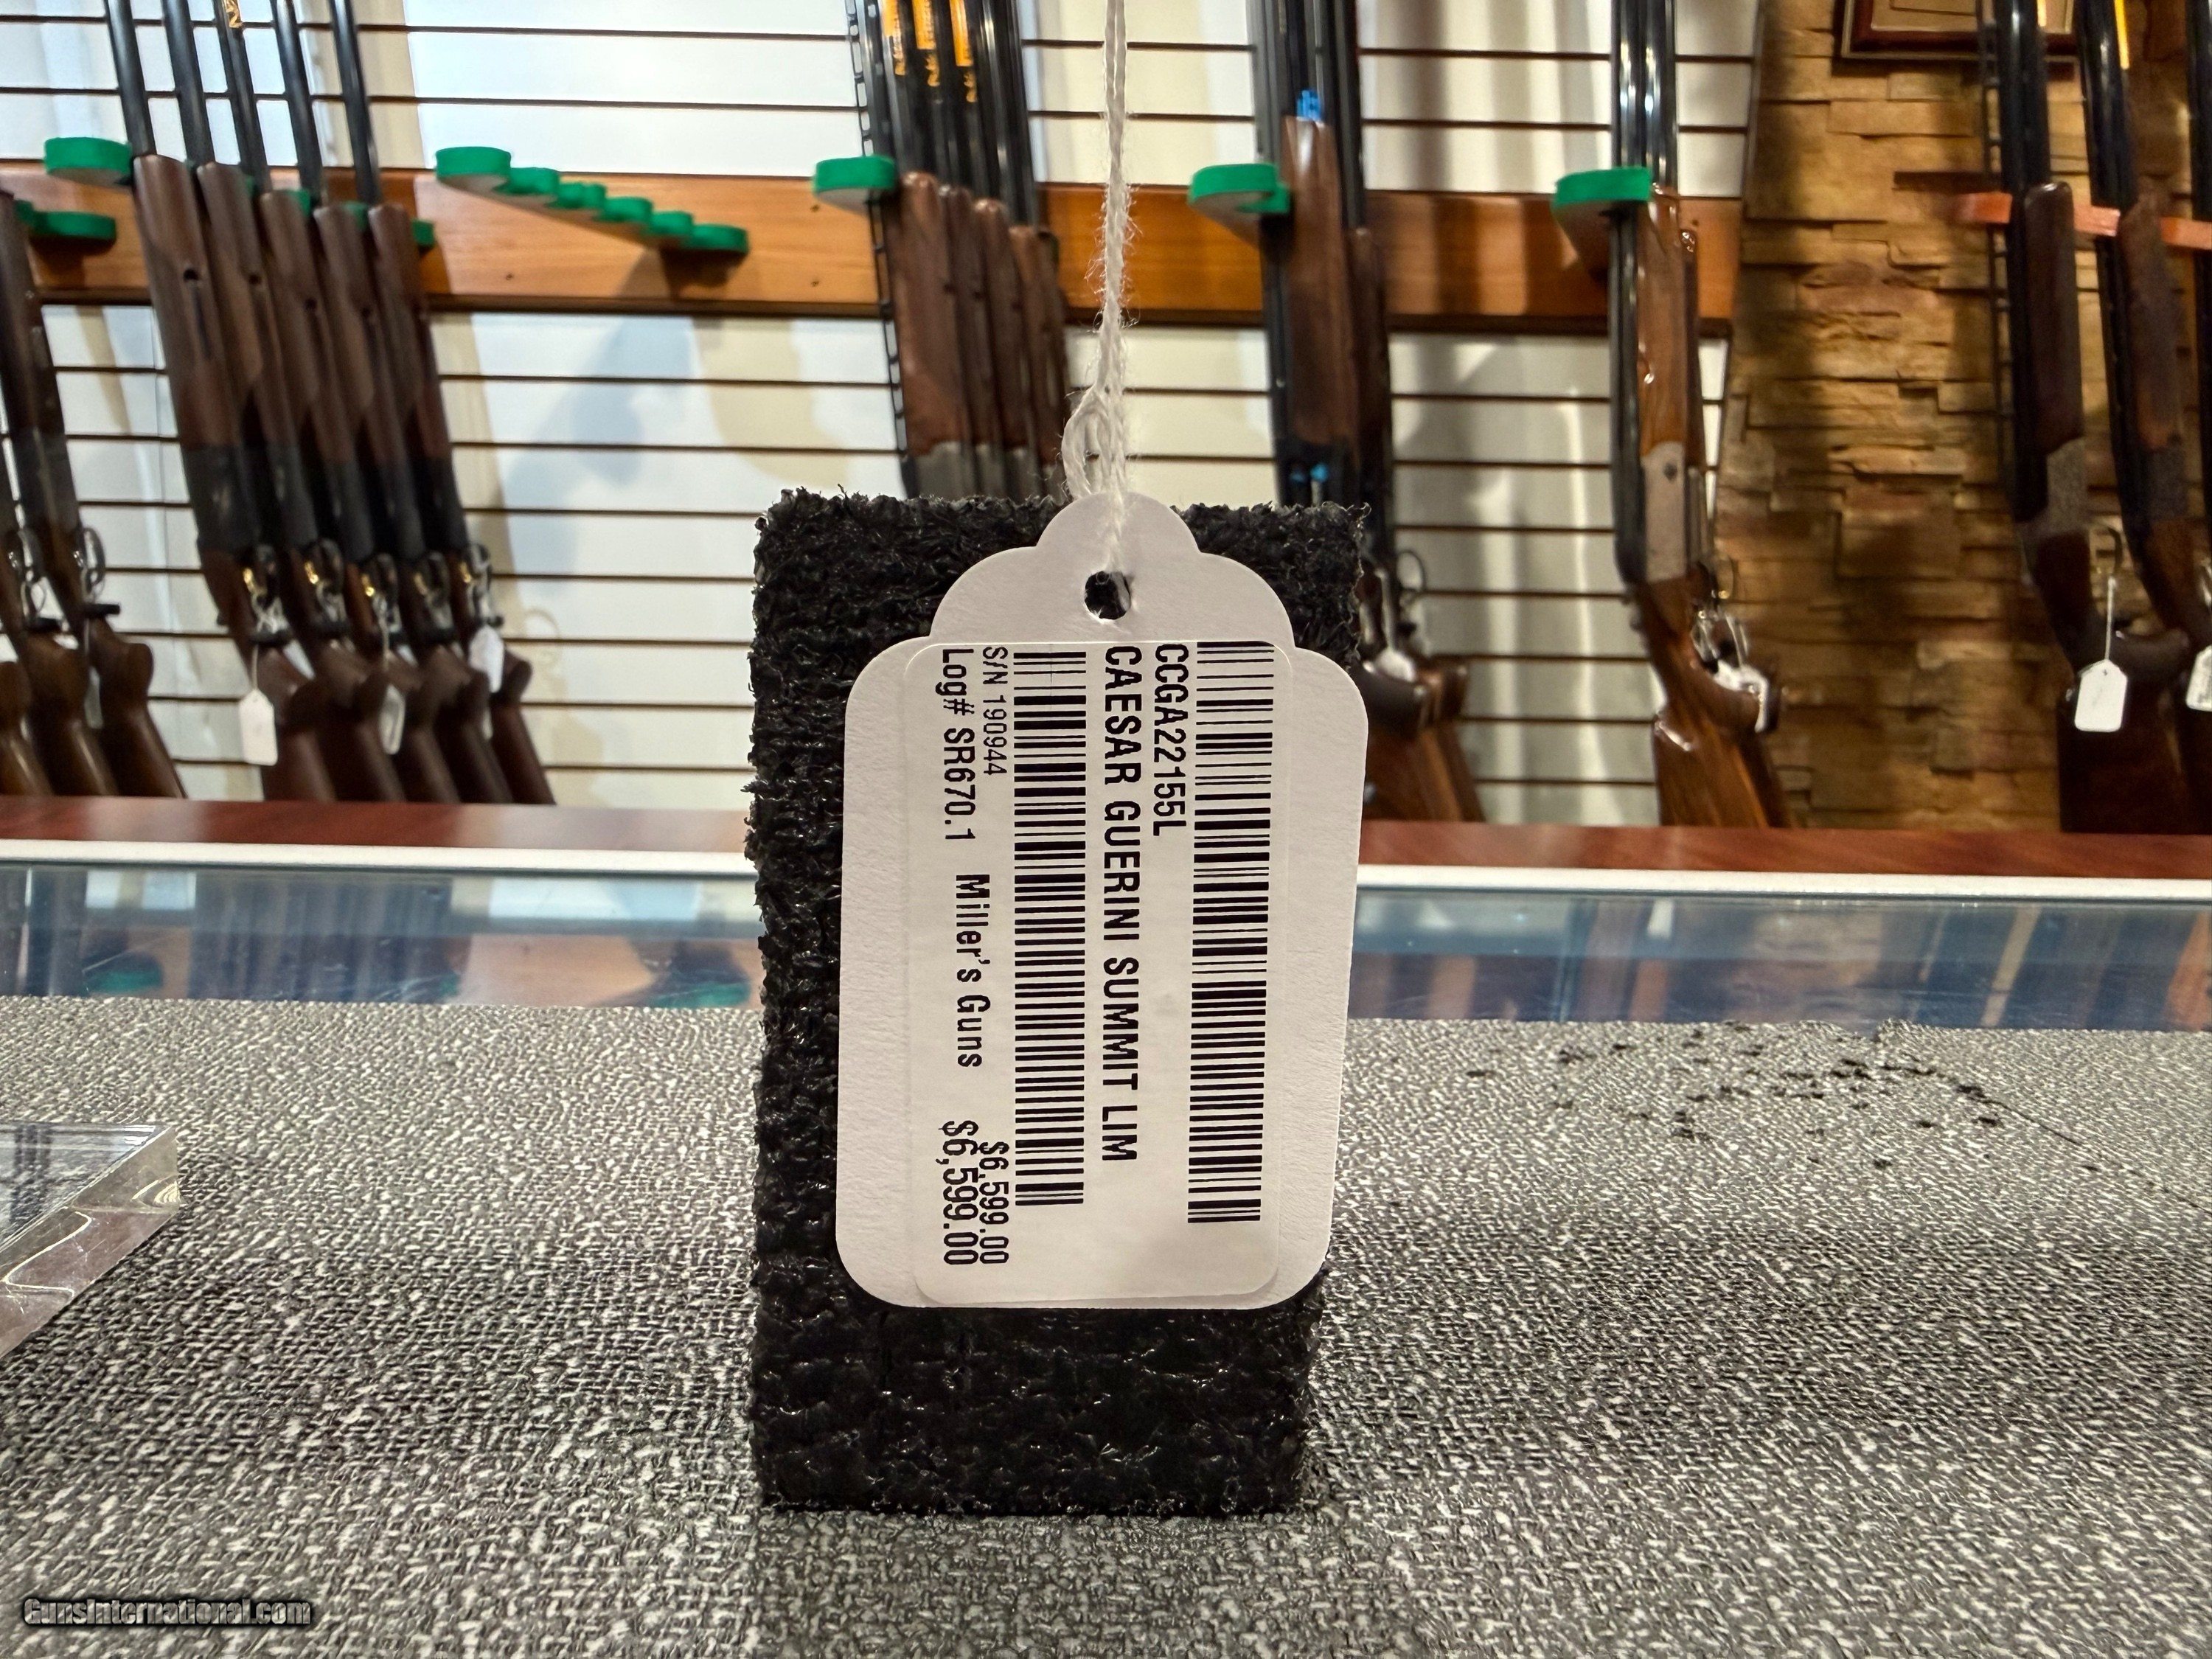 CCGA22155L
CAESAR GUERINI SUMMIT LIM
S/N 190944 $6,599.00
Log# SR670.1 Miller's Guns $6,599.00
GunsInternational.com